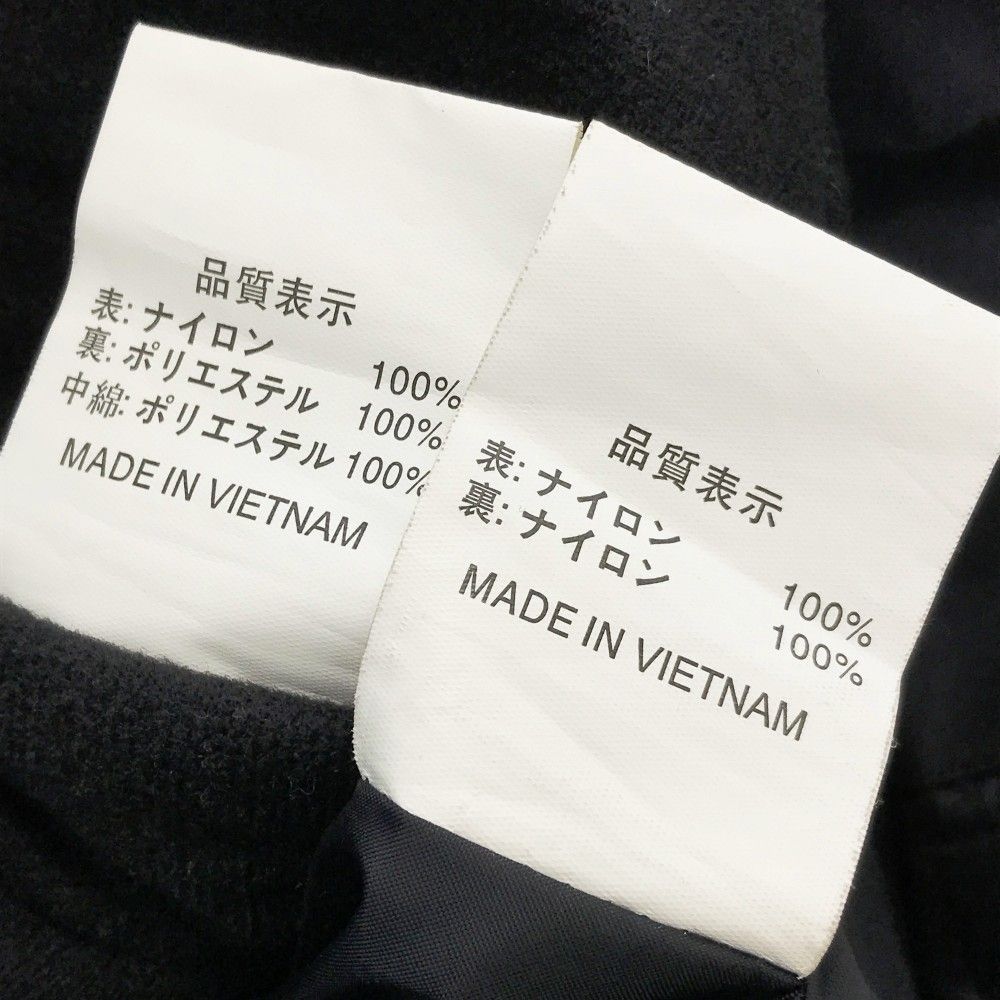 品質表示
表: ナイロン 100%
裏: ポリエステル 100%
中綿: ポリエステル 100%
MADE IN VIETNAM
品質表示
表: ナイロン 100%
裏: ナイロン 100%
MADE IN VIETNAM